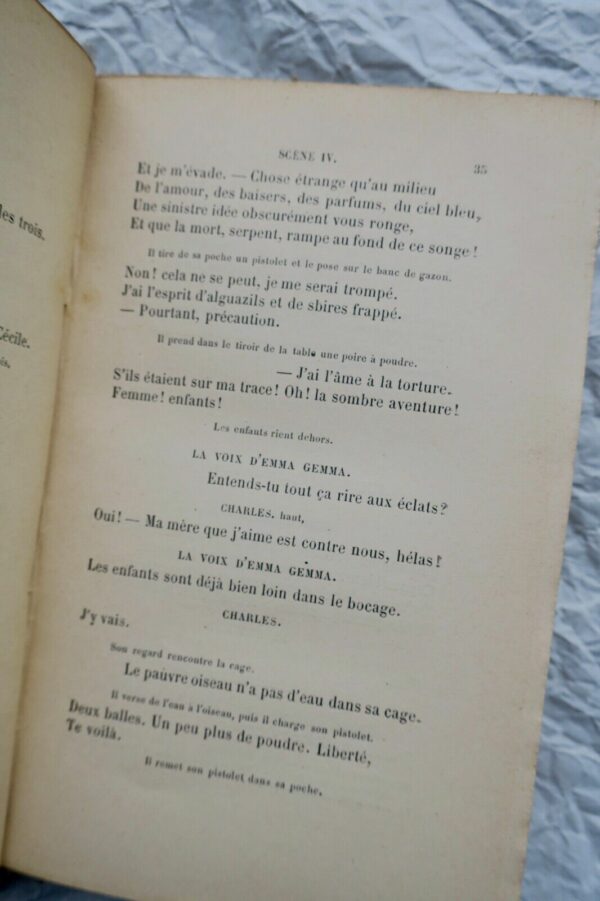 les trois.
Cécile.
SCÈNE IV.
35
Et je m'évade. — Chose étrange qu'au milieu
De l'amour, des baisers, des parfums, du ciel bleu,
Une sinistre idée obscurément vous ronge,
Et que la mort, serpent, rampe au fond de ce songe!
Il tire de sa poche un pistolet et le pose sur le banc de gazon.
Non! cela ne se peut, je me serai trompé.
J'ai l'esprit d'alguazils et de sbires frappé.
— Pourtant, précaution.
Il prend dans le tiroir de la table une poire à poudre.
— J'ai l'âme à la torture.
S'ils étaient sur ma trace! Oh! la sombre aventure!
Femme! enfants!
Les enfants rient dehors.
LA VOIX D'EMMA GEMMA.
Entends-tu tout ça rire aux éclats?
CHARLES, haut,
Oui! — Ma mère que j'aime est contre nous, hélas!
LA VOIX D'EMMA GEMMA.
Les enfants sont déjà bien loin dans le bocage.
CHARLES.
J'y vais.
Son regard rencontre la cage.
Le pauvre oiseau n'a pas d'eau dans sa cage.
Il verse de l'eau à l'oiseau, puis il charge son pistolet.
Deux balles. Un peu plus de poudre. Liberté,
Te voilà.
Il remet son pistolet dans sa poche.